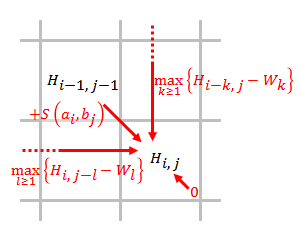 H_{i−1, j−1}
max_{k≥1}{H_{i−k, j} − W_k}
+S(a_i, b_j)
max_{l≥1}{H_{i, j−l} − W_l}
H_{i, j}
0